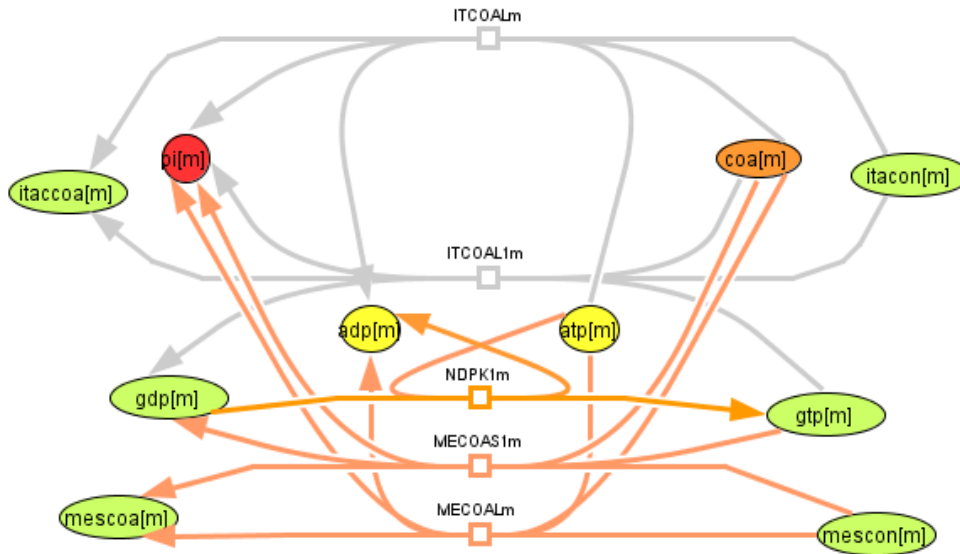 ITCOALm
pi[m]
coa[m]
itaccoa[m]
itacon[m]
ITCOAL1m
adp[m]
atp[m]
NDPK1m
gdp[m]
gtp[m]
MECOAS1m
MECOALm
mescoa[m]
mescon[m]